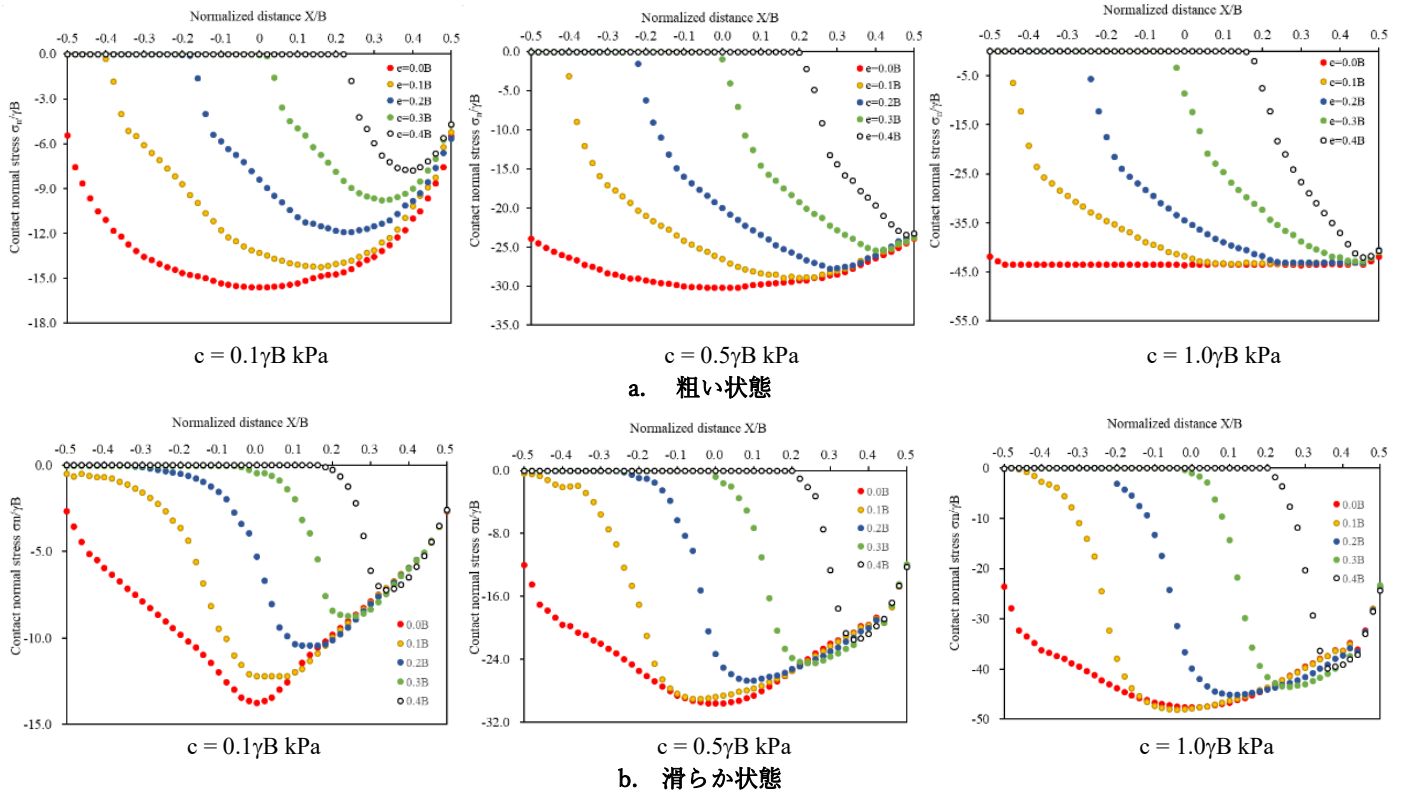 Normalized distance X/B
-0.5 -0.4 -0.3 -0.2 -0.1 0.0 0.1 0.2 0.3 0.4 0.5
0.0
-3.0
-6.0
-9.0
-12.0
-15.0
-18.0
Contact normal stress σn/γB
e=0.0B
e=0.1B
e=0.2B
e=0.3B
e=0.4B
c = 0.1γB kPa
Normalized distance X/B
-0.5 -0.4 -0.3 -0.2 -0.1 0.0 0.1 0.2 0.3 0.4 0.5
0.0
-5.0
-10.0
-15.0
-20.0
-25.0
-30.0
-35.0
Contact normal stress σn/γB
e=0.0B
e=0.1B
e=0.2B
e=0.3B
e=0.4B
c = 0.5γB kPa
Normalized distance X/B
-0.5 -0.4 -0.3 -0.2 -0.1 0.0 0.1 0.2 0.3 0.4 0.5
-5.0
-15.0
-25.0
-35.0
-45.0
-55.0
Contact normal stress σn/γB
e=0.0B
e=0.1B
e=0.2B
e=0.3B
e=0.4B
c = 1.0γB kPa
a. 粗い状態
Normalized distance X/B
-0.5 -0.4 -0.3 -0.2 -0.1 0.0 0.1 0.2 0.3 0.4 0.5
0.0
-5.0
-10.0
-15.0
Contact normal stress σn/γB
0.0B
0.1B
0.2B
0.3B
0.4B
c = 0.1γB kPa
Normalized distance X/B
-0.5 -0.4 -0.3 -0.2 -0.1 0.0 0.1 0.2 0.3 0.4 0.5
0.0
-8.0
-16.0
-24.0
-32.0
Contact normal stress σn/γB
0.0B
0.1B
0.2B
0.3B
0.4B
c = 0.5γB kPa
Normalized distance X/B
-0.5 -0.4 -0.3 -0.2 -0.1 0.0 0.1 0.2 0.3 0.4 0.5
0
-10
-20
-30
-40
-50
Contact normal stress σn/γB
0.0B
0.1B
0.2B
0.3B
0.4B
c = 1.0γB kPa
b. 滑らか状態